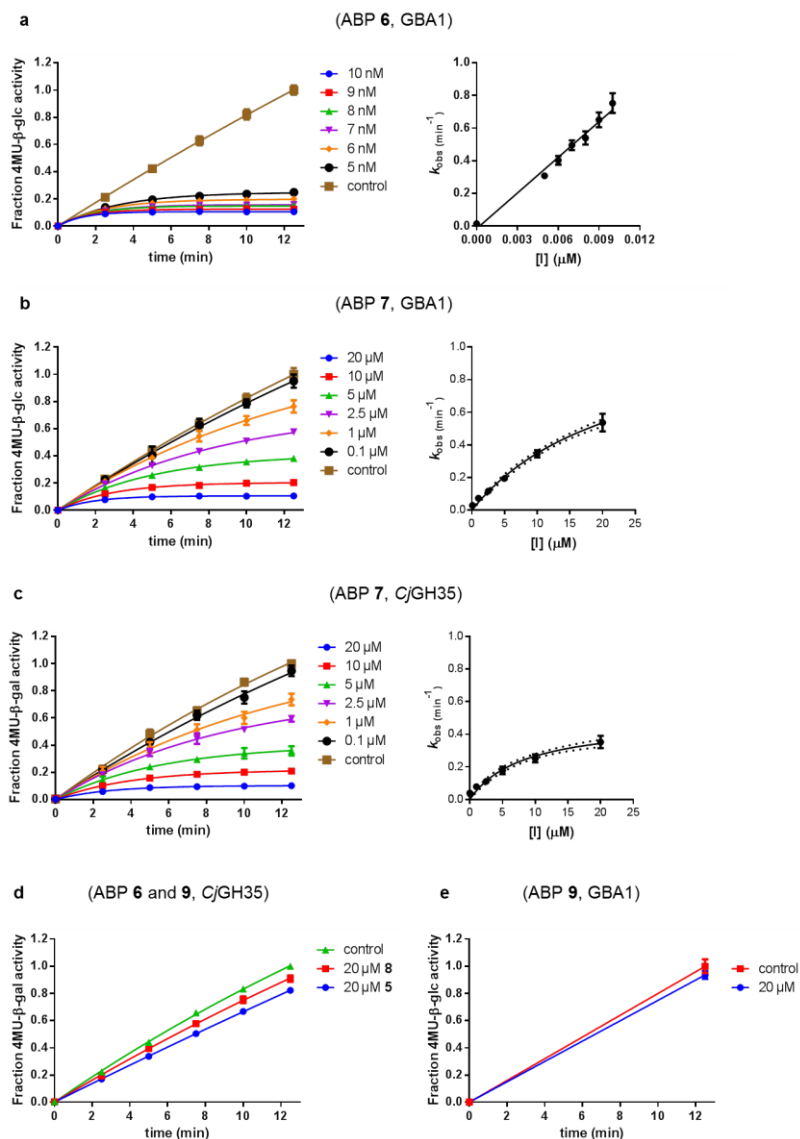 a
(ABP 6, GBA1)
Fraction 4MU-β-glc activity
1.2
1.0
0.8
0.6
0.4
0.2
0.0
0 2 4 6 8 10 12
time (min)
10 nM
9 nM
8 nM
7 nM
6 nM
5 nM
control
kobs (min⁻¹)
1.0
0.8
0.6
0.4
0.2
0.0
0.000 0.003 0.006 0.009 0.012
[I] (μM)
b
(ABP 7, GBA1)
Fraction 4MU-β-glc activity
1.2
1.0
0.8
0.6
0.4
0.2
0.0
0 2 4 6 8 10 12
time (min)
20 μM
10 μM
5 μM
2.5 μM
1 μM
0.1 μM
control
kobs (min⁻¹)
1.0
0.8
0.6
0.4
0.2
0.0
0 5 10 15 20 25
[I] (μM)
c
(ABP 7, CjGH35)
Fraction 4MU-β-gal activity
1.2
1.0
0.8
0.6
0.4
0.2
0.0
0 2 4 6 8 10 12
time (min)
20 μM
10 μM
5 μM
2.5 μM
1 μM
0.1 μM
control
kobs (min⁻¹)
1.0
0.8
0.6
0.4
0.2
0.0
0 5 10 15 20 25
[I] (μM)
d
(ABP 6 and 9, CjGH35)
Fraction 4MU-β-gal activity
1.2
1.0
0.8
0.6
0.4
0.2
0.0
0 2 4 6 8 10 12
time (min)
control
20 μM 8
20 μM 5
e
(ABP 9, GBA1)
Fraction 4MU-β-glc activity
1.2
1.0
0.8
0.6
0.4
0.2
0.0
0 2 4 6 8 10 12
time (min)
control
20 μM